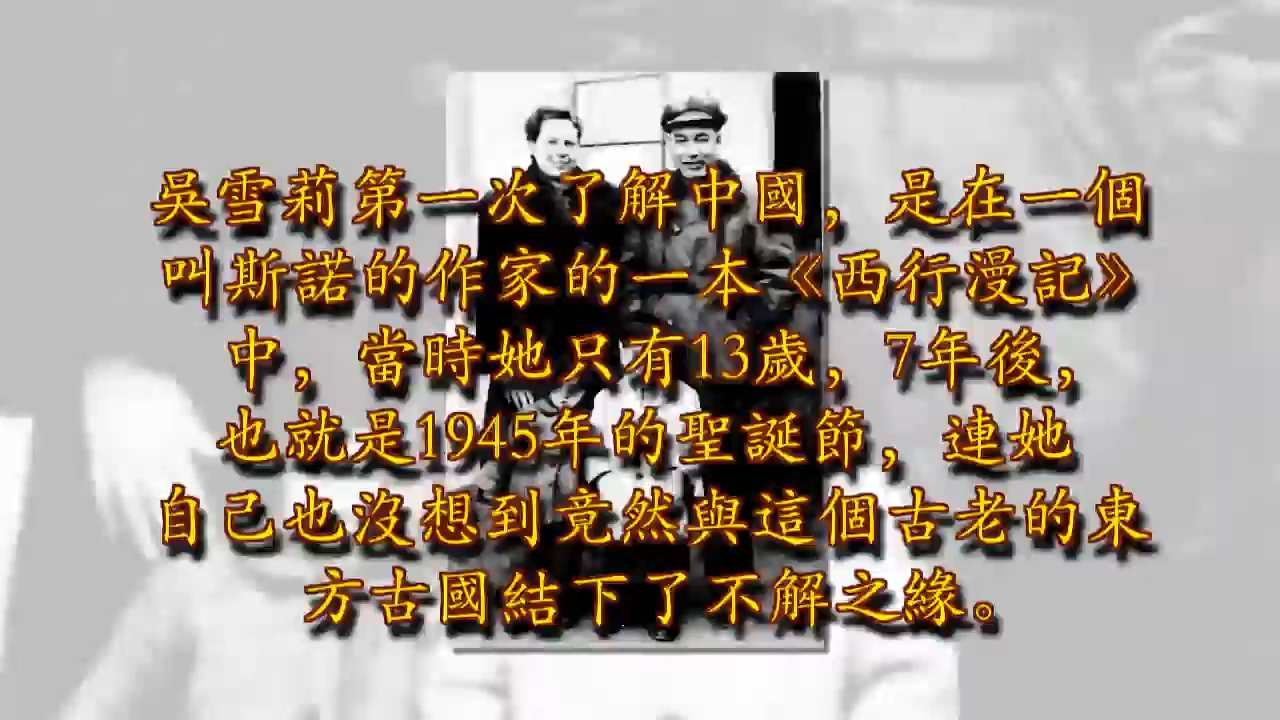 吳雪莉第一次了解中國，是在一個
叫斯諾的作家的一本《西行漫記》
中，當時她只有13歲，7年後，
也就是1945年的聖誕節，連她
自己也沒想到竟然與這個古老的東
方古國結下了不解之緣。